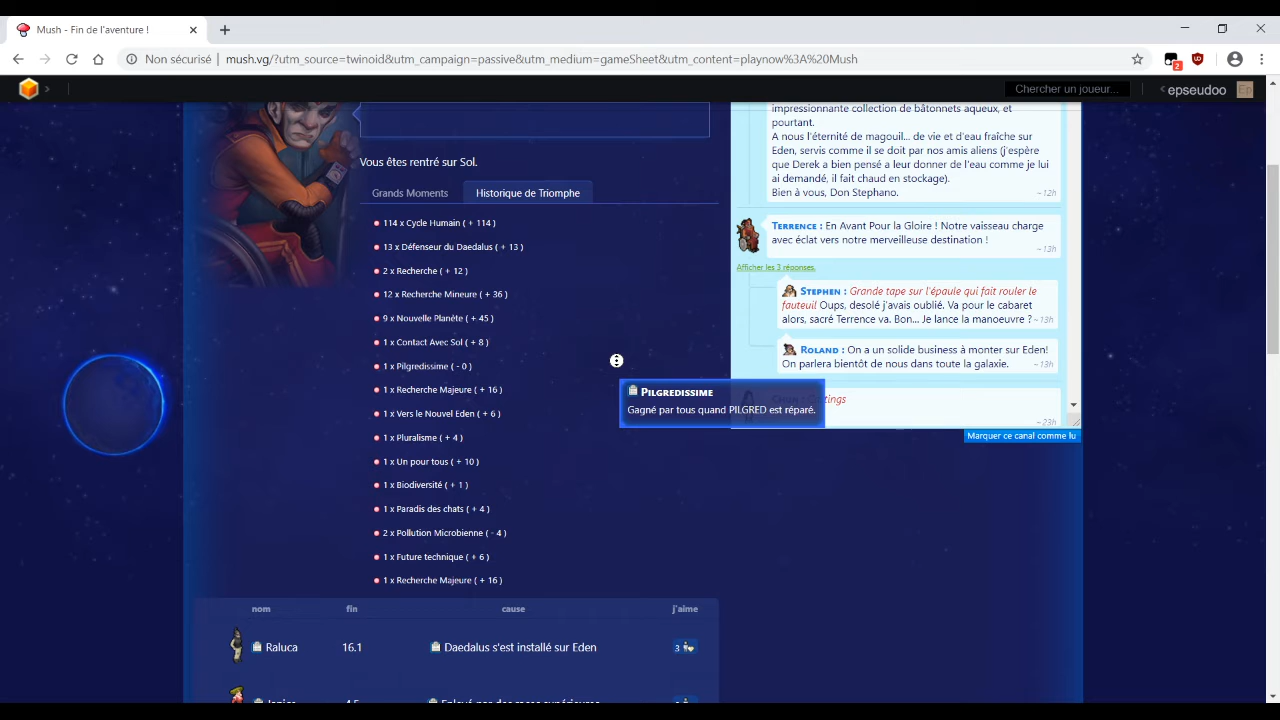 Mush - Fin de l'aventure !
Non sécurisé
mush.vg/?utm_source=twinoid&utm_campaign=pative&utm_medium=gameSheet&utm_content=playnow%3A%20Mush
2
Chercher un joueur...
epseudoo
Ep
impressionnante collection de bâtonnets aqueux, et
pourtant.
A nous l'éternité de magouil... de vie et d'eau fraîche sur
Eden, servis comme il se doit par nos amis aliens (j'espère
que Derek a bien pensé a leur donner de l'eau comme je lui
ai demandé, il fait chaud en stockage).
Bien à vous, Don Stephano.
~12h
TERRENCE : En Avant Pour la Gloire ! Notre vaisseau charge
avec éclat vers notre merveilleuse destination !
~13h
Afficher les 3 réponses.
STEPHEN : Grande tape sur l'épaule qui fait rouler le
fauteuil Oups, desolé j'avais oublié. Va pour le cabaret
alors, sacré Terrence va. Bon... Je lance la manoeuvre ?
~13h
ROLAND : On a un solide business à monter sur Eden!
On parlera bientôt de nous dans toute la galaxie.
~13h
~23h
Marquer ce canal comme lu
Vous êtes rentré sur Sol.
Grands Moments
Historique de Triomphe
114 x Cycle Humain ( + 114 )
13 x Défenseur du Daedalus ( + 13 )
2 x Recherche ( + 12 )
12 x Recherche Mineure ( + 36 )
9 x Nouvelle Planète ( + 45 )
1 x Contact Avec Sol ( + 8 )
1 x Pilgredissime ( - 0 )
1 x Recherche Majeure ( + 16 )
1 x Vers le Nouvel Eden ( + 6 )
1 x Pluralisme ( + 4 )
1 x Un pour tous ( + 10 )
1 x Biodiversité ( + 1 )
1 x Paradis des chats ( + 4 )
2 x Pollution Microbienne ( - 4 )
1 x Future technique ( + 6 )
1 x Recherche Majeure ( + 16 )
PILGREDISSIME
Gagné par tous quand PILGRED est réparé.
nom fin cause j'aime
Raluca 16.1 Daedalus s'est installé sur Eden 3